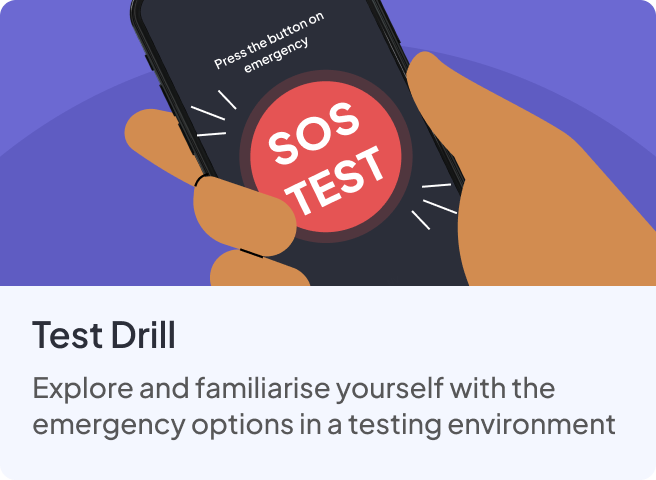 Press the button on
emergency
SOS
TEST
Test Drill
Explore and familiarise yourself with the
emergency options in a testing environment